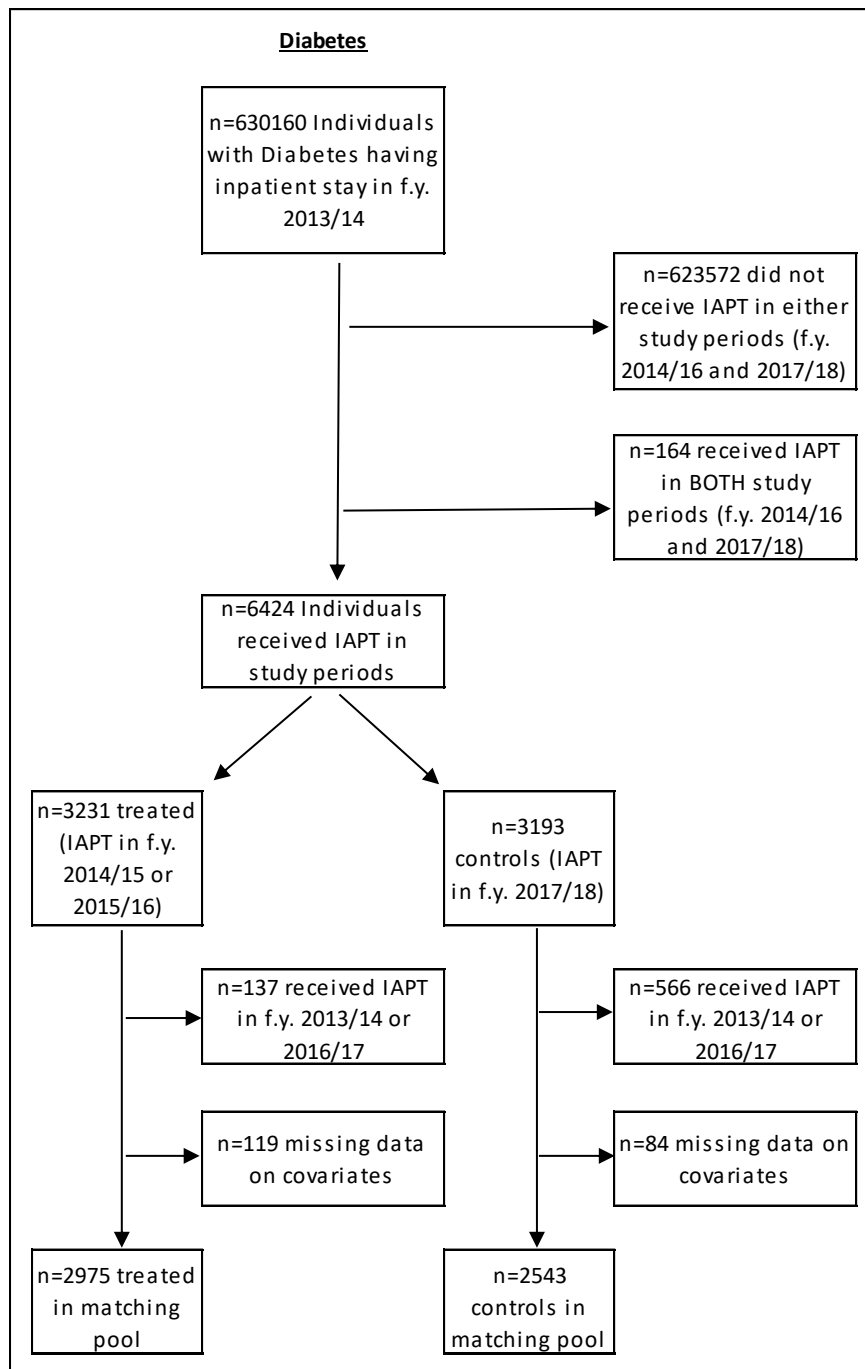 Diabetes
n=630160 Individuals
with Diabetes having
inpatient stay in f.y.
2013/14
n=623572 did not
receive IAPT in either
study periods (f.y.
2014/16 and 2017/18)
n=164 received IAPT
in BOTH study
periods (f.y. 2014/16
and 2017/18)
n=6424 Individuals
received IAPT in
study periods
n=3231 treated
(IAPT in f.y.
2014/15 or
2015/16)
n=3193
controls (IAPT
in f.y. 2017/18)
n=137 received IAPT
in f.y. 2013/14 or
2016/17
n=566 received IAPT
in f.y. 2013/14 or
2016/17
n=119 missing data
on covariates
n=84 missing data on
covariates
n=2975 treated
in matching
pool
n=2543
controls in
matching pool